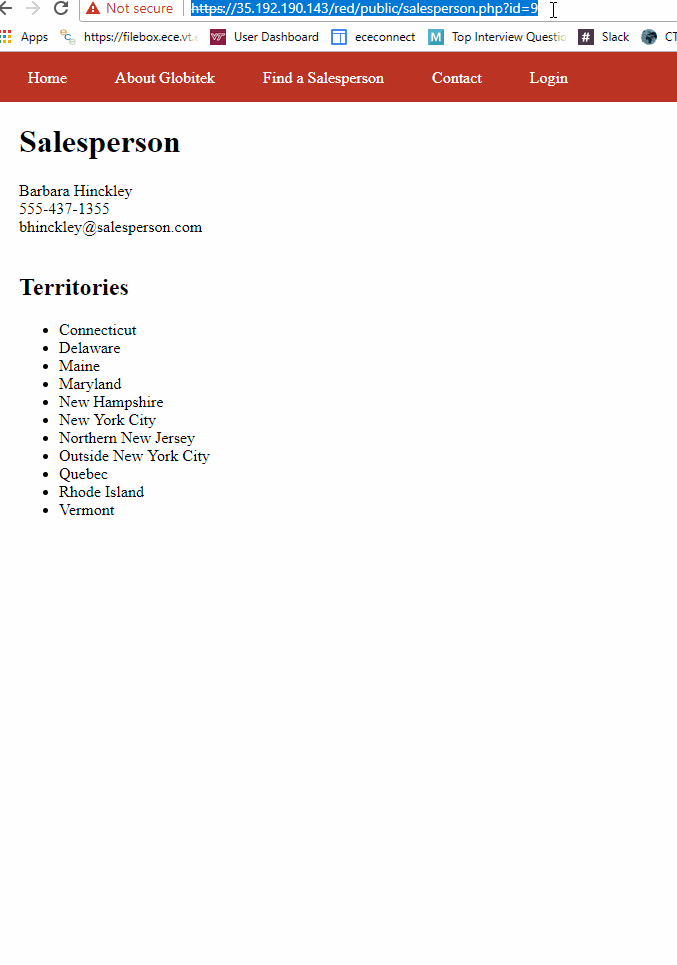 Not secure https://35.192.190.143/red/public/salesperson.php?id=9
Apps https://filebox.ece.vt. User Dashboard ececonnect M Top Interview Questio # Slack CT
Home About Globitek Find a Salesperson Contact Login
Salesperson
Barbara Hinckley
555-437-1355
bhinckley@salesperson.com
Territories
• Connecticut
• Delaware
• Maine
• Maryland
• New Hampshire
• New York City
• Northern New Jersey
• Outside New York City
• Quebec
• Rhode Island
• Vermont